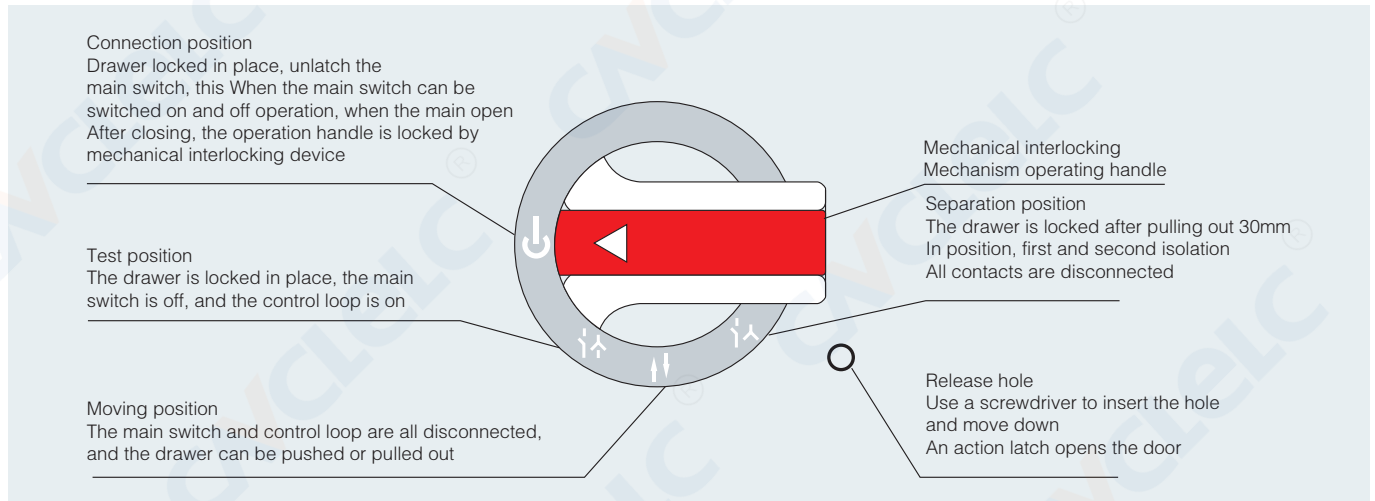 Connection position
Drawer locked in place, unlatch the
main switch, this When the main switch can be
switched on and off operation, when the main open
After closing, the operation handle is locked by
mechanical interlocking device
Test position
The drawer is locked in place, the main
switch is off, and the control loop is on
Moving position
The main switch and control loop are all disconnected,
and the drawer can be pushed or pulled out
Mechanical interlocking
Mechanism operating handle
Separation position
The drawer is locked after pulling out 30mm
In position, first and second isolation
All contacts are disconnected
Release hole
Use a screwdriver to insert the hole
and move down
An action latch opens the door
CNCLELC
®